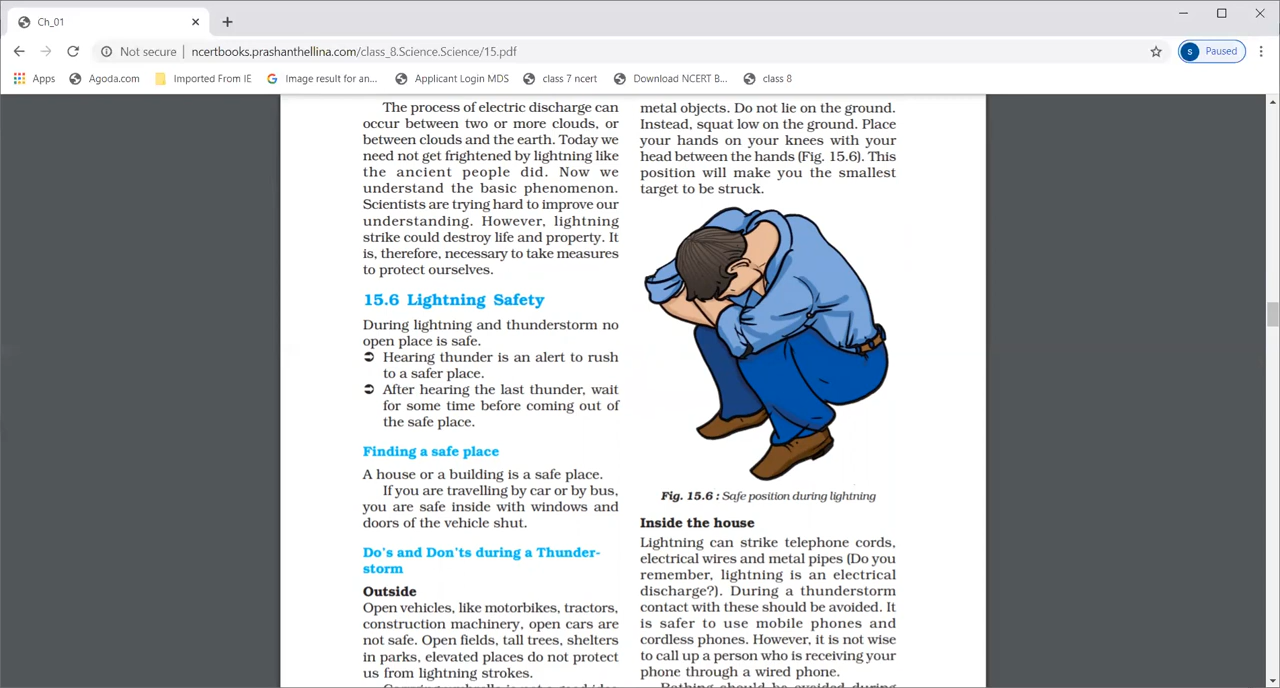 Ch_01
Not secure
ncertbooks.prashanthellina.com/class_8.Science.Science/15.pdf
s
Paused
Apps
Agoda.com
Imported From IE
Image result for an...
Applicant Login MDS
class 7 ncert
Download NCERT B...
class 8
The process of electric discharge can
occur between two or more clouds, or
between clouds and the earth. Today we
need not get frightened by lightning like
the ancient people did. Now we
understand the basic phenomenon.
Scientists are trying hard to improve our
understanding. However, lightning
strike could destroy life and property. It
is, therefore, necessary to take measures
to protect ourselves.
15.6 Lightning Safety
During lightning and thunderstorm no
open place is safe.
➲ Hearing thunder is an alert to rush
to a safer place.
➲ After hearing the last thunder, wait
for some time before coming out of
the safe place.
Finding a safe place
A house or a building is a safe place.
If you are travelling by car or by bus,
you are safe inside with windows and
doors of the vehicle shut.
Do's and Don'ts during a Thunder-
storm
Outside
Open vehicles, like motorbikes, tractors,
construction machinery, open cars are
not safe. Open fields, tall trees, shelters
in parks, elevated places do not protect
us from lightning strokes.
Carrying umbrella is not a good idea
metal objects. Do not lie on the ground.
Instead, squat low on the ground. Place
your hands on your knees with your
head between the hands (Fig. 15.6). This
position will make you the smallest
target to be struck.
Fig. 15.6 : Safe position during lightning
Inside the house
Lightning can strike telephone cords,
electrical wires and metal pipes (Do you
remember, lightning is an electrical
discharge?). During a thunderstorm
contact with these should be avoided. It
is safer to use mobile phones and
cordless phones. However, it is not wise
to call up a person who is receiving your
phone through a wired phone.
Bathing should be avoided during